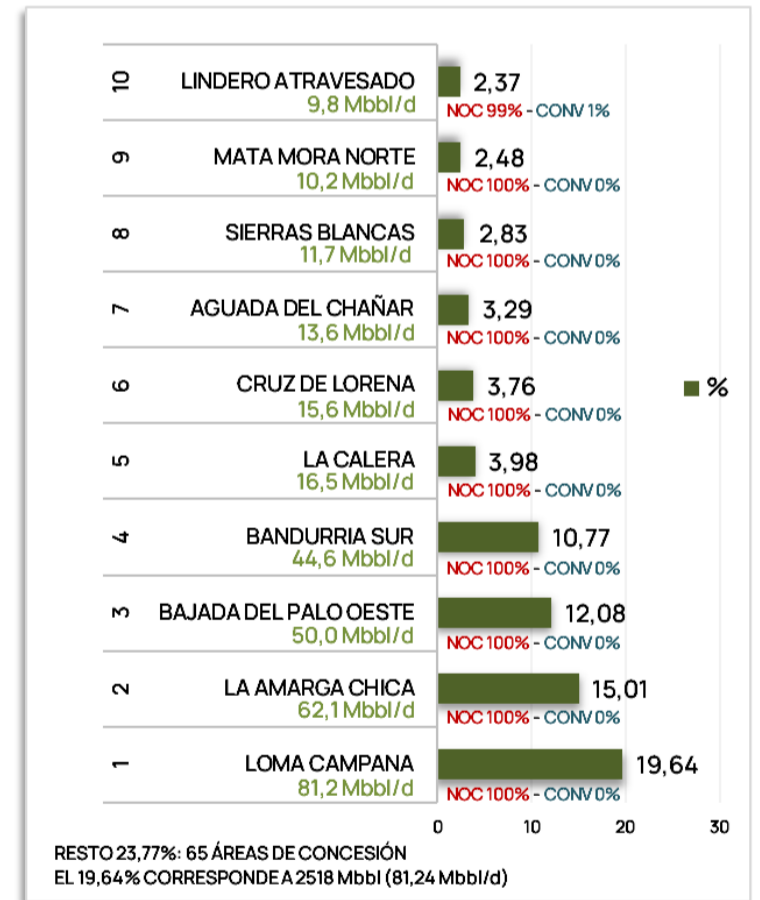 10
LINDERO ATRAVESADO
9,8 Mbbl/d
2,37
NOC 99% - CONV 1%
9
MATA MORA NORTE
10,2 Mbbl/d
2,48
NOC 100% - CONV 0%
8
SIERRAS BLANCAS
11,7 Mbbl/d
2,83
NOC 100% - CONV 0%
7
AGUADA DEL CHAÑAR
13,6 Mbbl/d
3,29
NOC 100% - CONV 0%
6
CRUZ DE LORENA
15,6 Mbbl/d
3,76
NOC 100% - CONV 0%
%
5
LA CALERA
16,5 Mbbl/d
3,98
NOC 100% - CONV 0%
4
BANDURRIA SUR
44,6 Mbbl/d
10,77
NOC 100% - CONV 0%
3
BAJADA DEL PALO OESTE
50,0 Mbbl/d
12,08
NOC 100% - CONV 0%
2
LA AMARGA CHICA
62,1 Mbbl/d
15,01
NOC 100% - CONV 0%
1
LOMA CAMPANA
81,2 Mbbl/d
19,64
NOC 100% - CONV 0%
0 10 20 30
RESTO 23,77%: 65 ÁREAS DE CONCESIÓN
EL 19,64% CORRESPONDE A 2518 Mbbl (81,24 Mbbl/d)